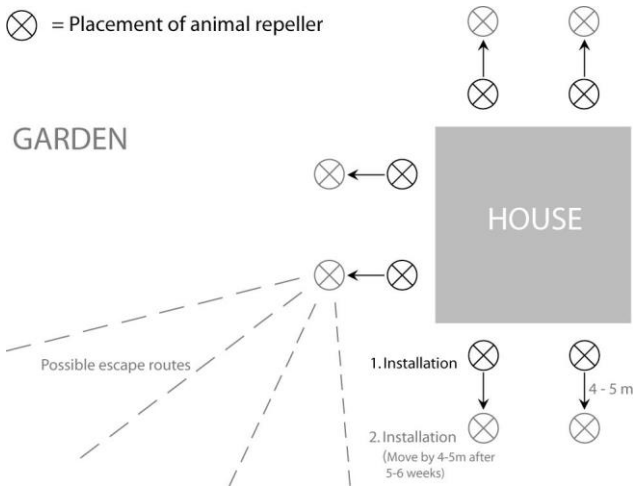 = Placement of animal repeller
GARDEN
HOUSE
Possible escape routes
1. Installation
4 - 5 m
2. Installation
(Move by 4-5m after
5-6 weeks)